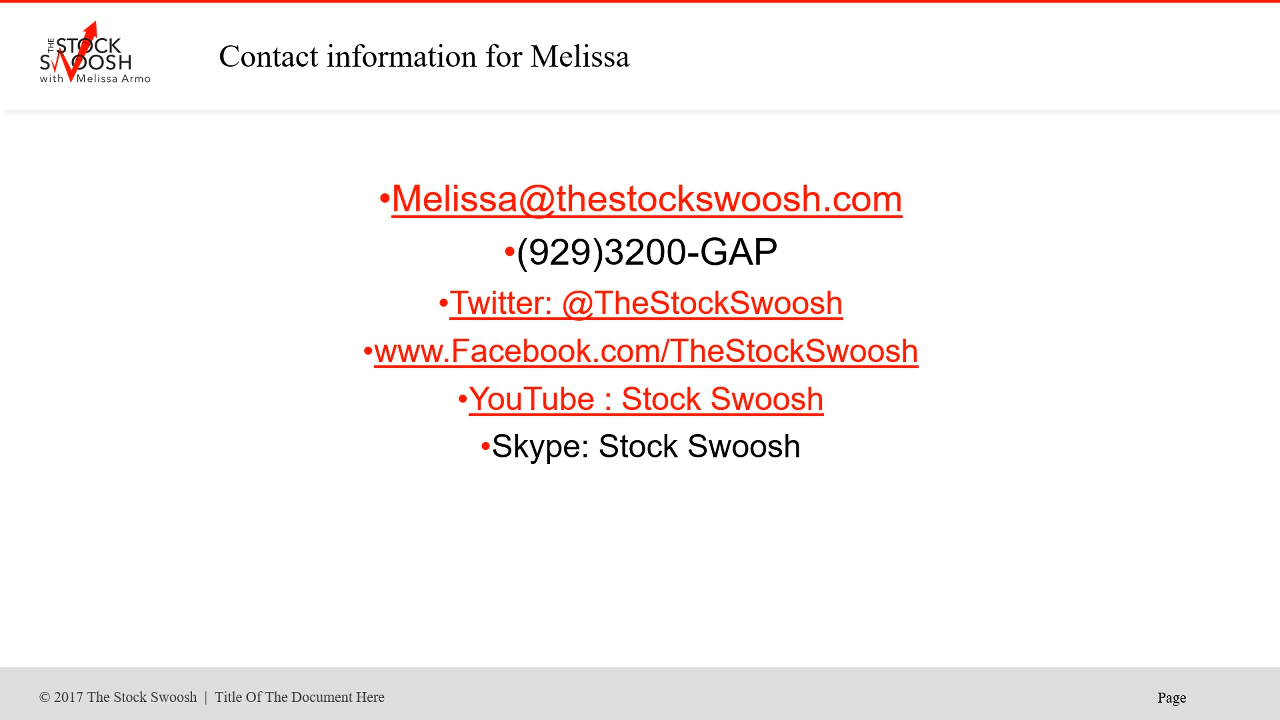 THE STOCK
SWOOSH
with Melissa Armo
Contact information for Melissa
•Melissa@thestockswoosh.com
•(929)3200-GAP
•Twitter: @TheStockSwoosh
•www.Facebook.com/TheStockSwoosh
•YouTube : Stock Swoosh
•Skype: Stock Swoosh
© 2017 The Stock Swoosh | Title Of The Document Here
Page